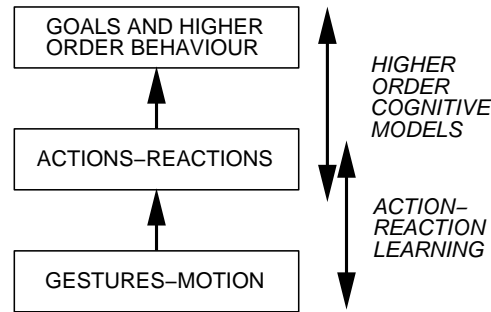 GOALS AND HIGHER
ORDER BEHAVIOUR
HIGHER
ORDER
COGNITIVE
MODELS
ACTIONS–REACTIONS
ACTION–
REACTION
LEARNING
GESTURES–MOTION